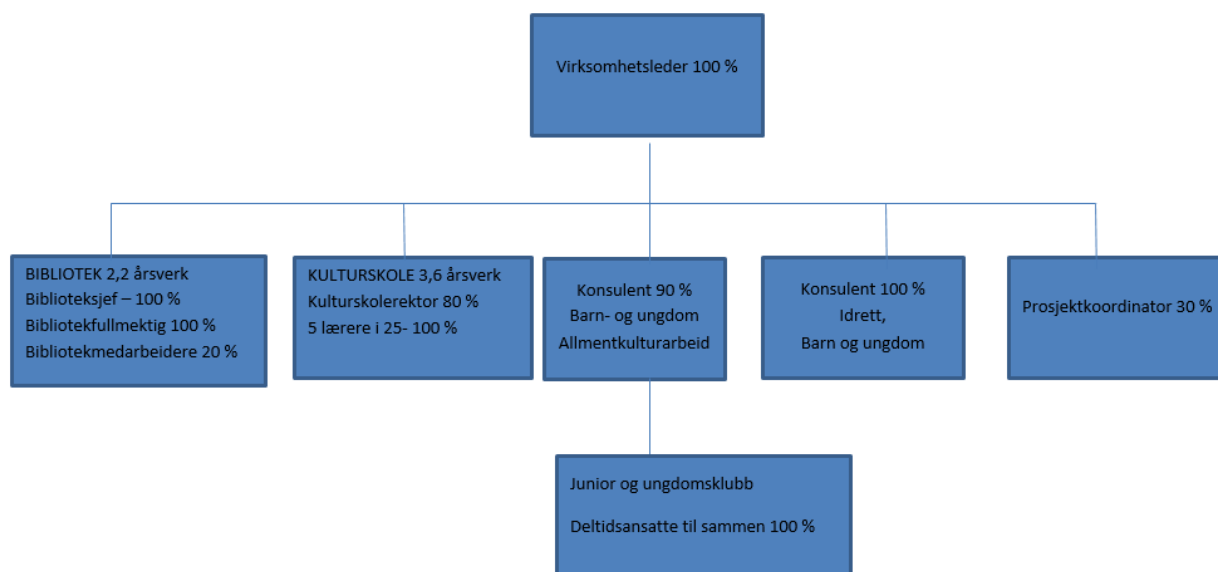 Virksomhetsleder 100 %
BIBLIOTEK 2,2 årsverk
Biblioteksjef – 100 %
Bibliotekfullmektig 100 %
Bibliotekmedarbeidere 20 %
KULTURSKOLE 3,6 årsverk
Kulturskolerektor 80 %
5 lærere i 25- 100 %
Konsulent 90 %
Barn- og ungdom
Allmentkulturarbeid
Konsulent 100 %
Idrett,
Barn og ungdom
Prosjektkoordinator 30 %
Junior og ungdomsklubb
Deltidsansatte til sammen 100 %